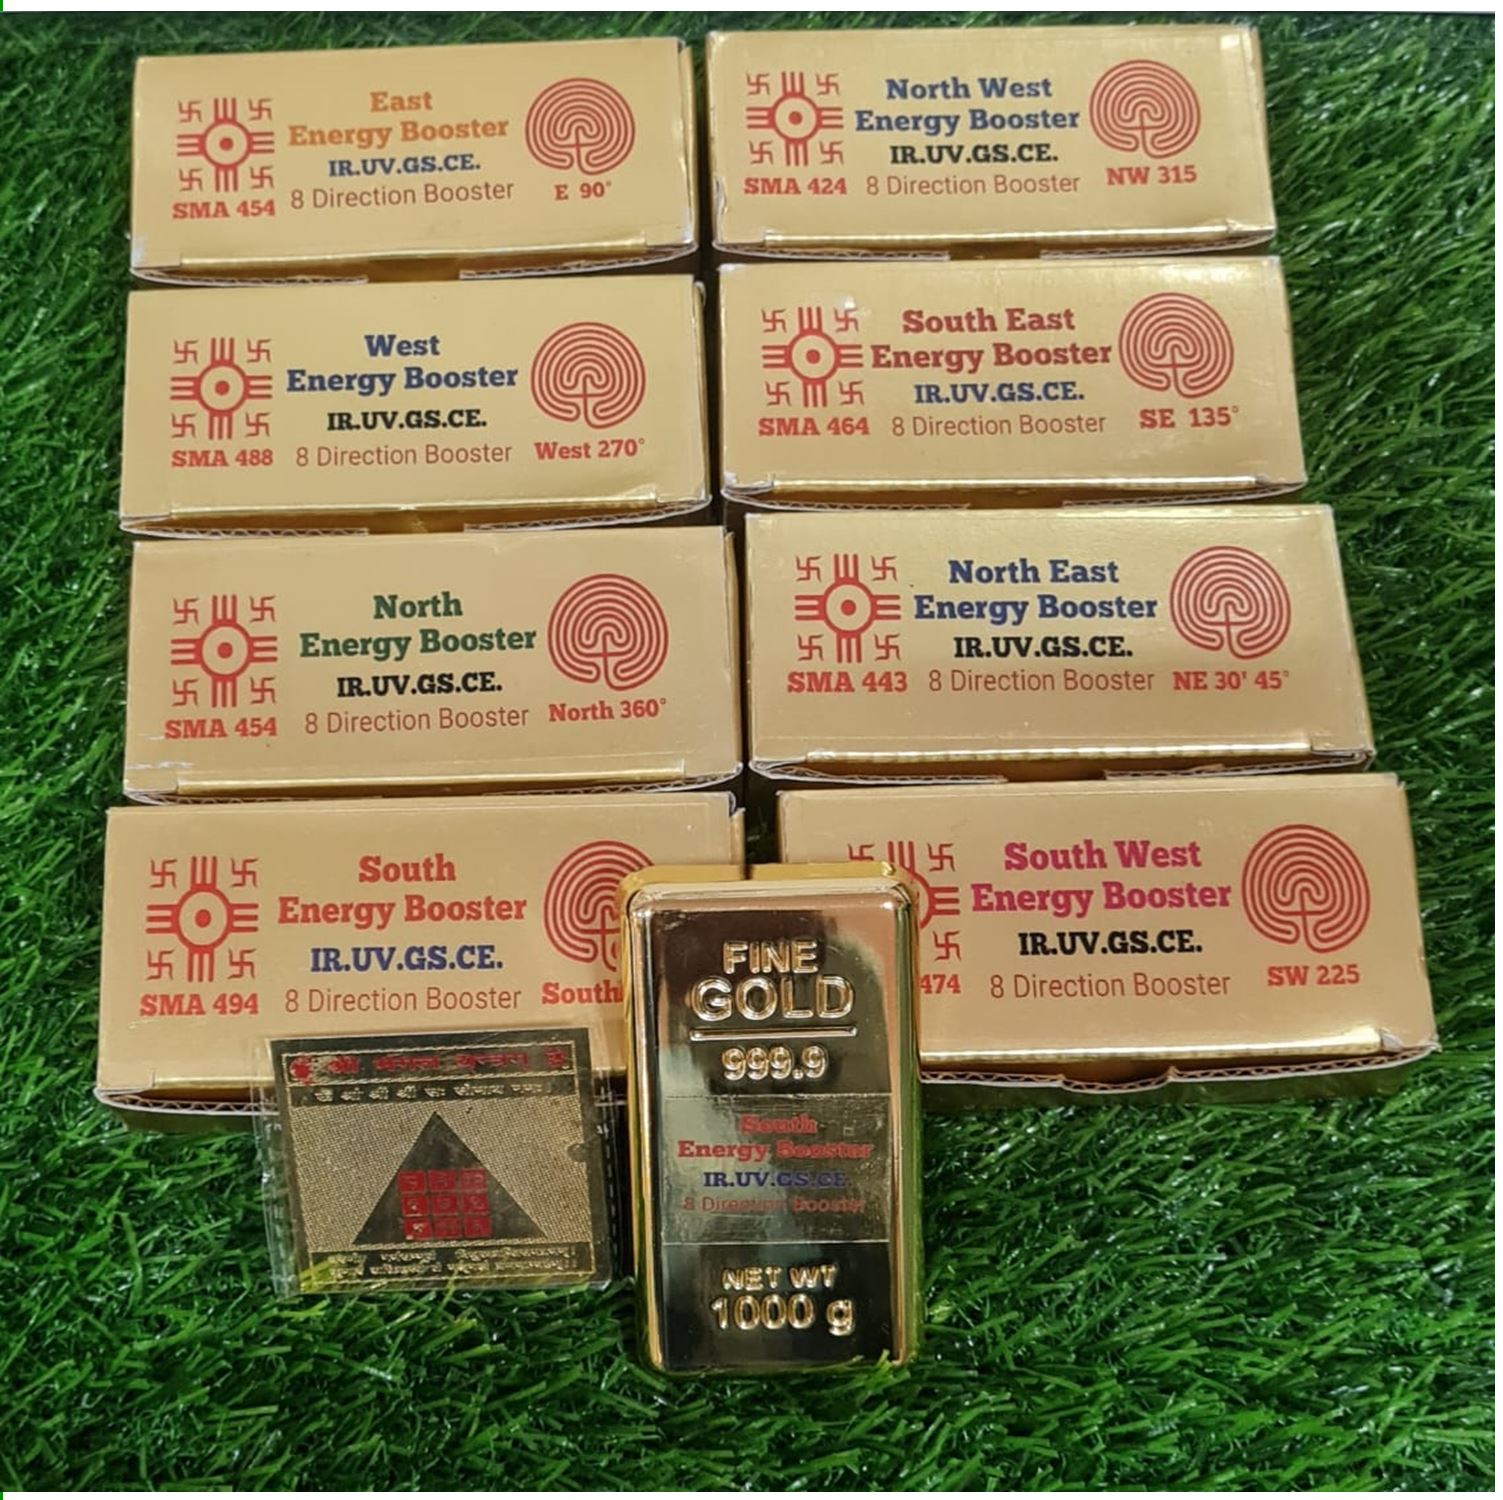 East
Energy Booster
IR.UV.GS.CE.
SMA 454 8 Direction Booster E 90°
North West
Energy Booster
IR.UV.GS.CE.
SMA 424 8 Direction Booster NW 315
West
Energy Booster
IR.UV.GS.CE.
SMA 488 8 Direction Booster West 270°
South East
Energy Booster
IR.UV.GS.CE.
SMA 464 8 Direction Booster SE 135°
North
Energy Booster
IR.UV.GS.CE.
SMA 454 8 Direction Booster North 360°
North East
Energy Booster
IR.UV.GS.CE.
SMA 443 8 Direction Booster NE 30' 45°
South
Energy Booster
IR.UV.GS.CE.
SMA 494 8 Direction Booster South
South West
Energy Booster
IR.UV.GS.CE.
474 8 Direction Booster SW 225
FINE
GOLD
999.9
South
Energy Booster
IR.UV.GS.CE.
8 Direction Booster
NET WT
1000 g